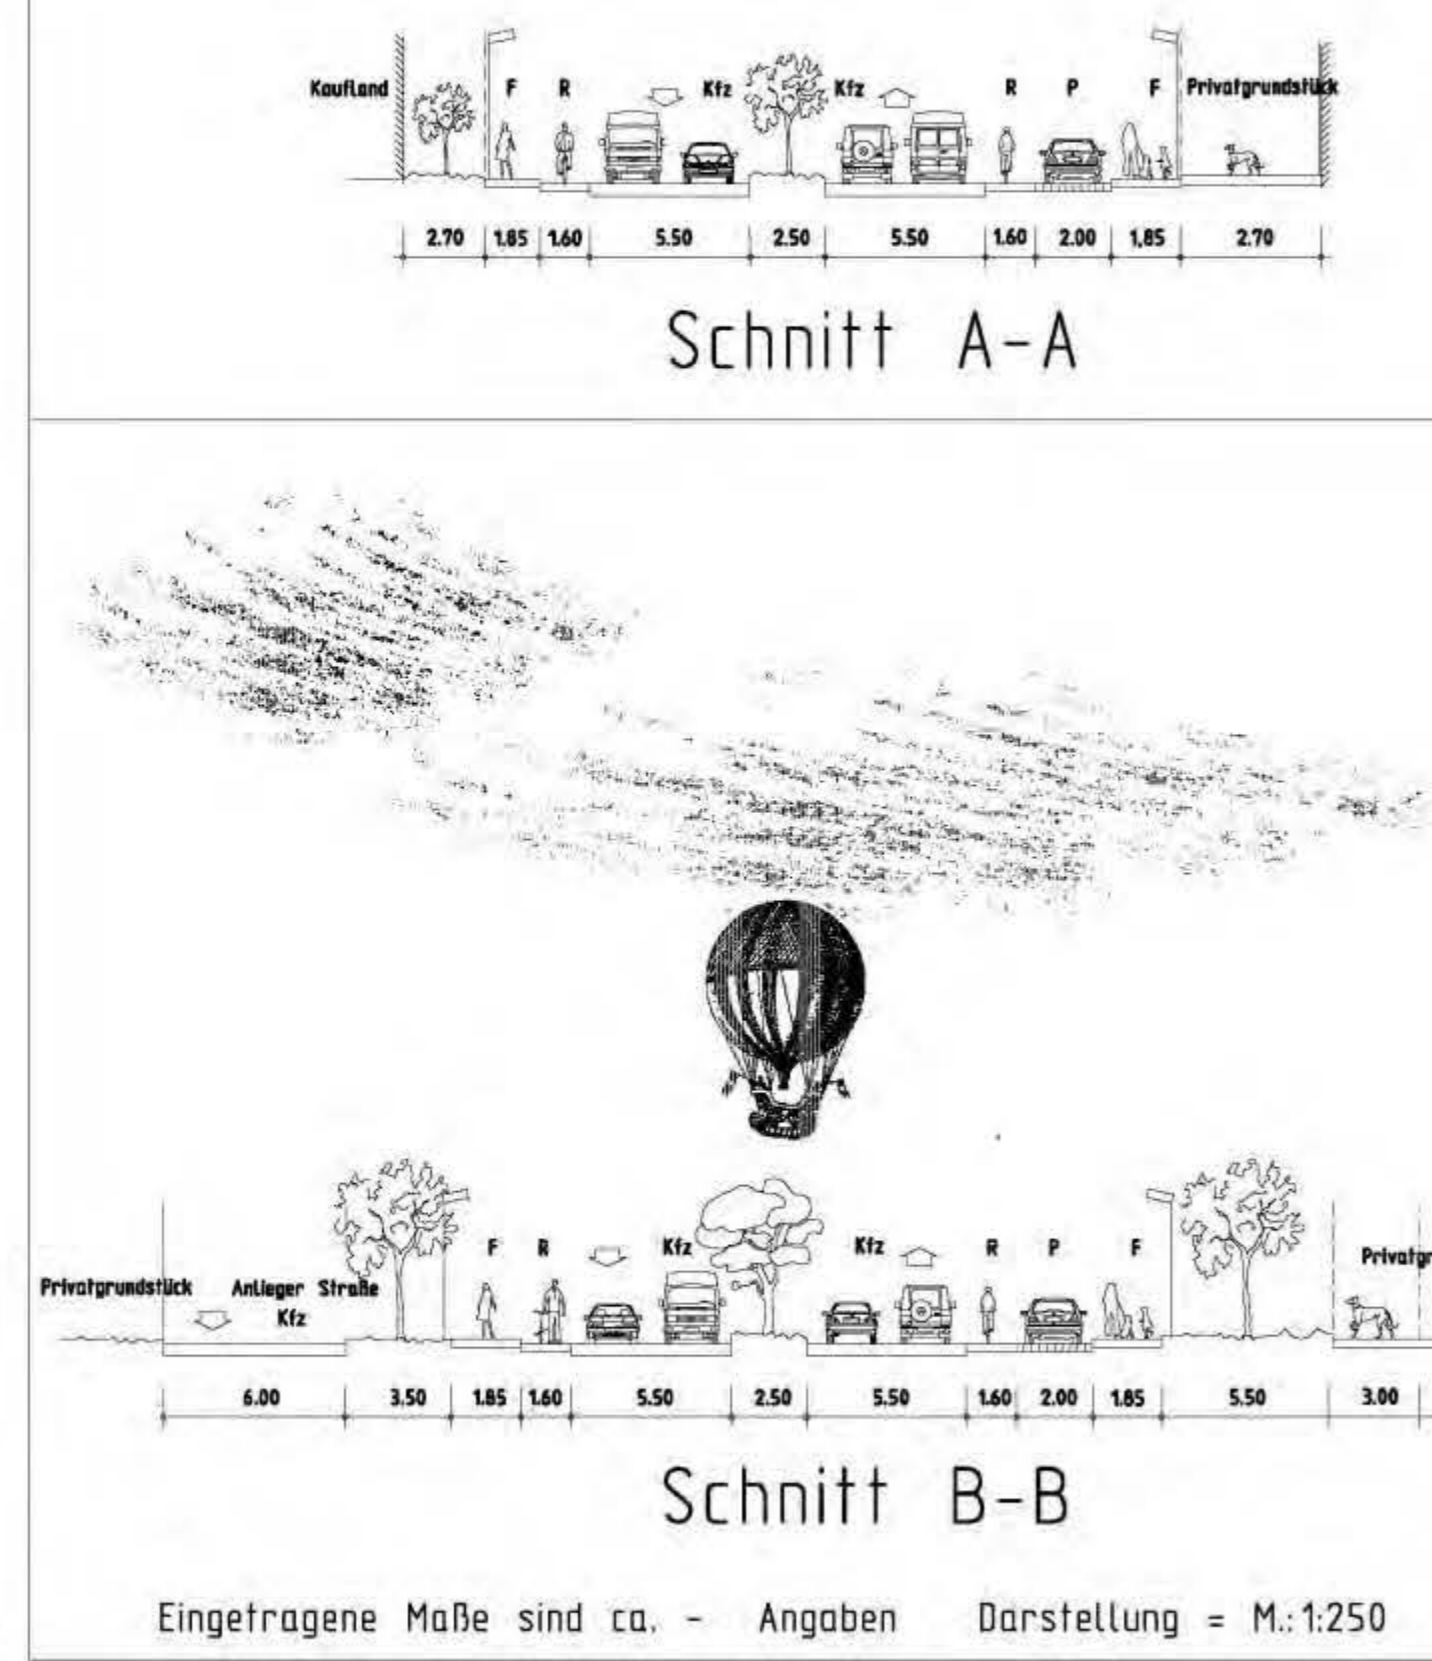 Kaufland F R Kfz Kfz R P F Privatgrundstück
2.70 1.85 1.60 5.50 2.50 5.50 1.60 2.00 1,85 2.70
Schnitt A-A
F R Kfz Kfz R P F Privatgr
Privatgrundstück Anlieger Straße
Kfz
6.00 3.50 1.85 1.60 5.50 2.50 5.50 1.60 2.00 1.85 5.50 3.00
Schnitt B-B
Eingetragene Maße sind ca. - Angaben Darstellung = M.: 1:250